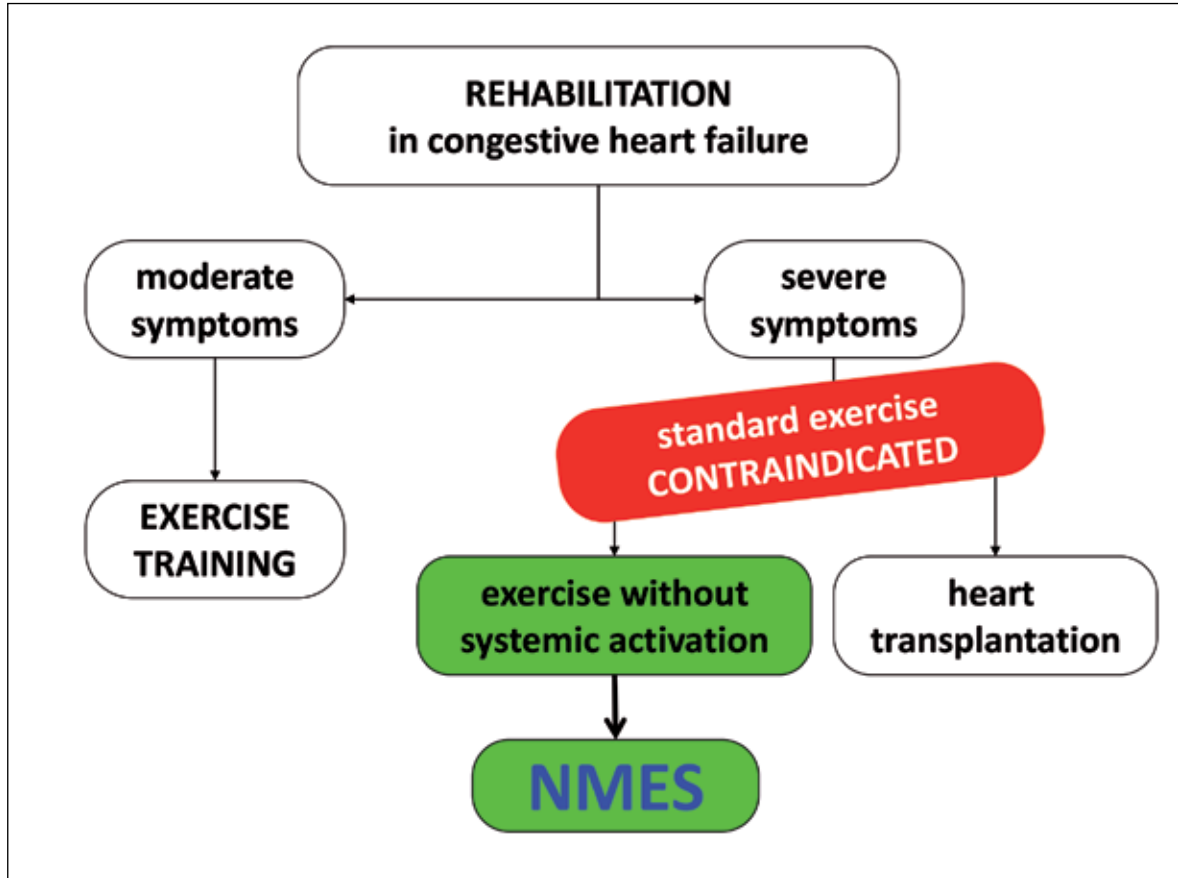 REHABILITATION
in congestive heart failure
moderate
symptoms
severe
symptoms
standard exercise
CONTRAINDICATED
EXERCISE
TRAINING
exercise without
systemic activation
heart
transplantation
NMES